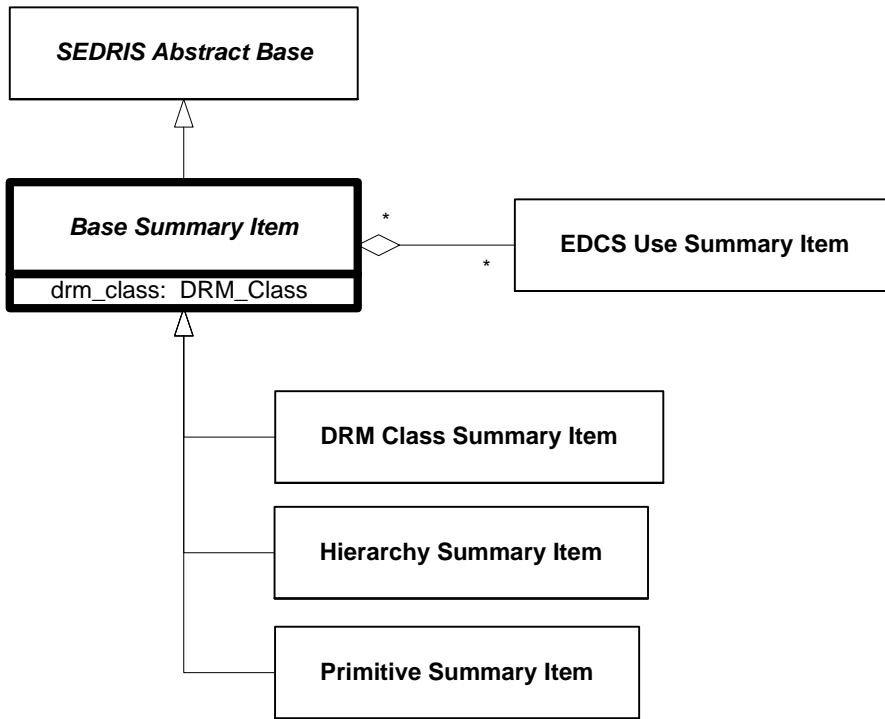 SEDRIS Abstract Base
Base Summary Item
*
EDCS Use Summary Item
*
drm_class: DRM_Class
DRM Class Summary Item
Hierarchy Summary Item
Primitive Summary Item